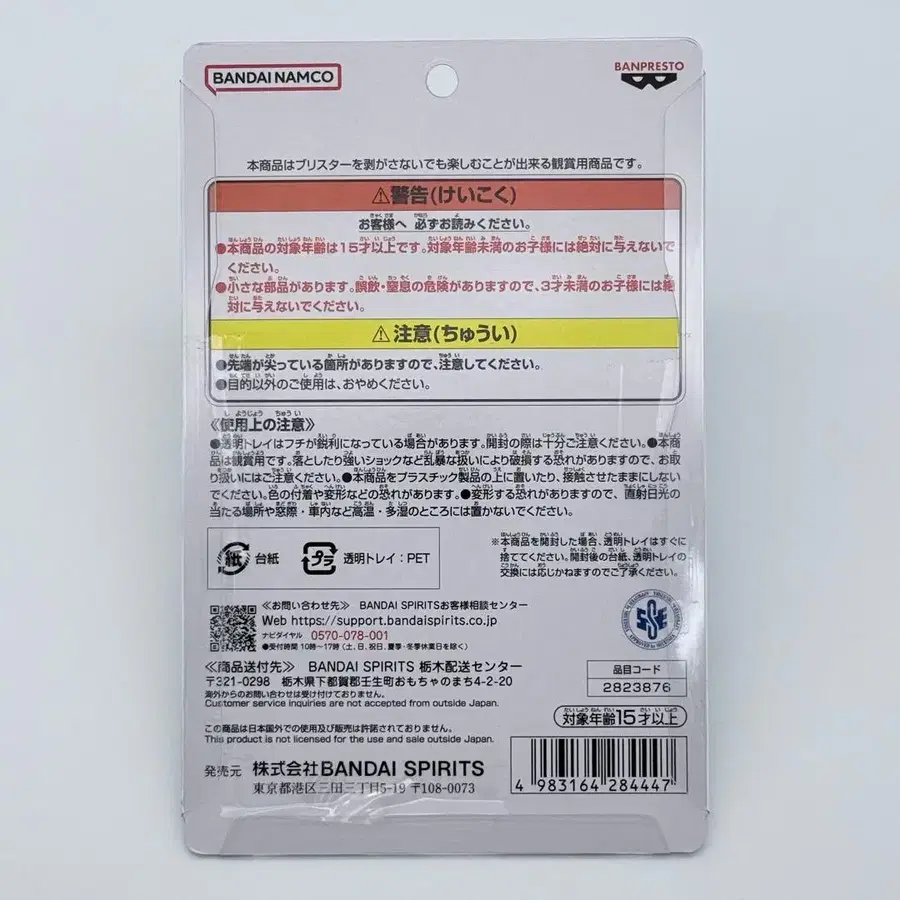 BANDAI NAMCO
BANPRESTO
本商品はブリスターを剥がさないでも楽しむことが出来る観賞用商品です。
⚠警告(けいこく)
お客様へ 必ずお読みください。
●本商品の対象年齢は15才以上です。対象年齢未満のお子様には絶対に与えないで
ください。
●小さな部品があります。誤飲・窒息の危険がありますので、3才未満のお子様には絶
対に与えないでください。
⚠注意(ちゅうい)
●先端が尖っている箇所がありますので、注意してください。
●目的以外のご使用は、おやめください。
《使用上の注意》
●透明トレイはフチが鋭利になっている場合があります。開封の際は十分ご注意ください。●本商
品は観賞用です。落としたり強いショックなど乱暴な扱いにより破損する恐れがありますので、お取
り扱いにはご注意ください。●本商品をプラスチック製品の上に置いたり、接触させたままにしない
でください。色の付着や変形などの恐れがあります。●変形する恐れがありますので、直射日光の
当たる場所や窓際・車内など高温・多湿のところには置かないでください。
紙 台紙 プラ 透明トレイ：PET
※本商品を開封した場合、透明トレイはすぐに
捨ててください。開封後の台紙、透明トレイの
交換には応じかねますのでご了承ください。
≪お問い合わせ先≫ BANDAI SPIRITSお客様相談センター
Web https://support.bandaispirits.co.jp
ナビダイヤル 0570-078-001
●受付時間 10時～17時(土、日、祝日、夏季・冬季休業日を除く)
≪商品送付先≫ BANDAI SPIRITS 栃木配送センター
〒321-0298 栃木県下都賀郡壬生町おもちゃのまち4-2-20
海外からのお問い合わせは受け付けておりません。
Customer service inquiries are not accepted from outside Japan.
この商品は日本国外での使用及び販売は許諾されておりません。
This product is not licensed for the use and sale outside Japan.
SSE
品目コード
2823876
対象年齢15才以上
発売元 株式会社BANDAI SPIRITS
東京都港区三田三丁目5-19 〒108-0073
4 983164 284447